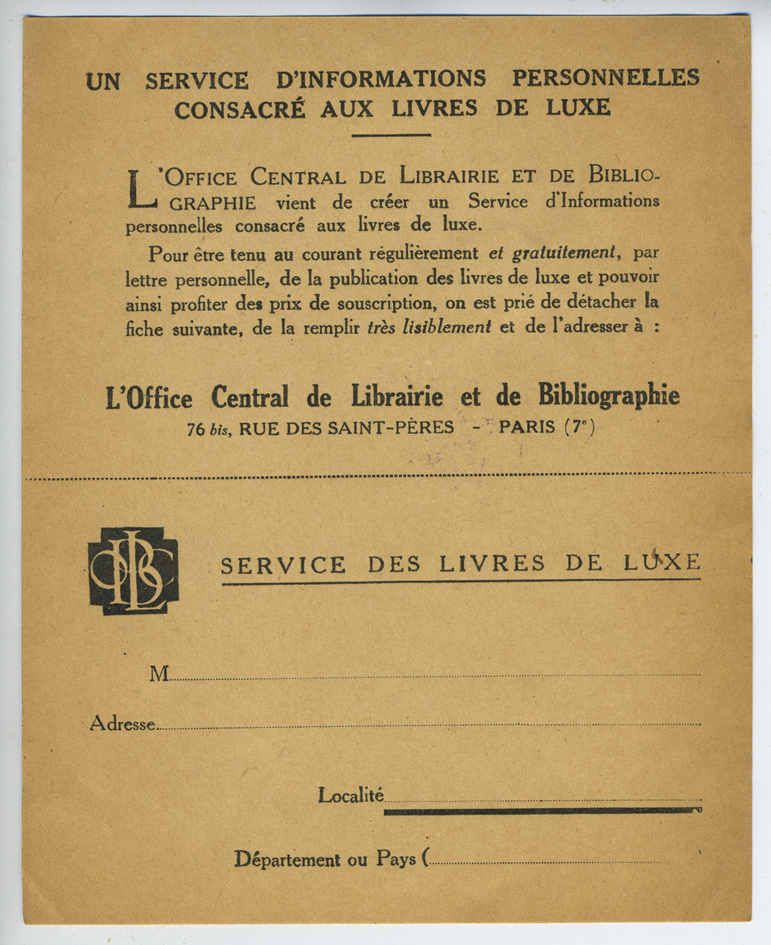 UN SERVICE D'INFORMATIONS PERSONNELLES
CONSACRÉ AUX LIVRES DE LUXE
L'OFFICE CENTRAL DE LIBRAIRIE ET DE BIBLIO-
GRAPHIE vient de créer un Service d'Informations
personnelles consacré aux livres de luxe.
Pour être tenu au courant régulièrement et gratuitement, par
lettre personnelle, de la publication des livres de luxe et pouvoir
ainsi profiter des prix de souscription, on est prié de détacher la
fiche suivante, de la remplir très lisiblement et de l'adresser à :
L'Office Central de Librairie et de Bibliographie
76 bis, RUE DES SAINT-PÈRES - PARIS (7e)
OCLB
SERVICE DES LIVRES DE LUXE
M
Adresse
Localité
Département ou Pays (